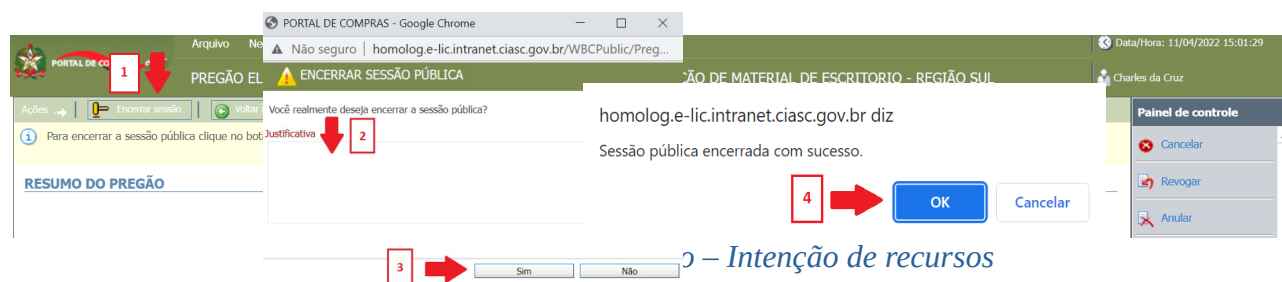 PORTAL DE COMPRAS - Google Chrome
Não seguro | homolog.e-lic.intranet.ciasc.gov.br/WBCPublic/Preg...
Arquivo
Data/Hora: 11/04/2022 15:01:29
PORTAL DE
1
PREGÃO
ENCERRAR SESSÃO PÚBLICA
DE MATERIAL DE ESCRITORIO - REGIÃO SUL
Charles da Cruz
Ações
Encerrar sessão
Voltar
Você realmente deseja encerrar a sessão pública?
Justificativa
2
homolog.e-lic.intranet.ciasc.gov.br diz
Sessão pública encerrada com sucesso.
4
OK
Cancelar
Painel de controle
Cancelar
Revogar
Anular
Para encerrar a sessão pública clique no
RESUMO DO PREGÃO
3
Sim
Não
– Intenção de recursos